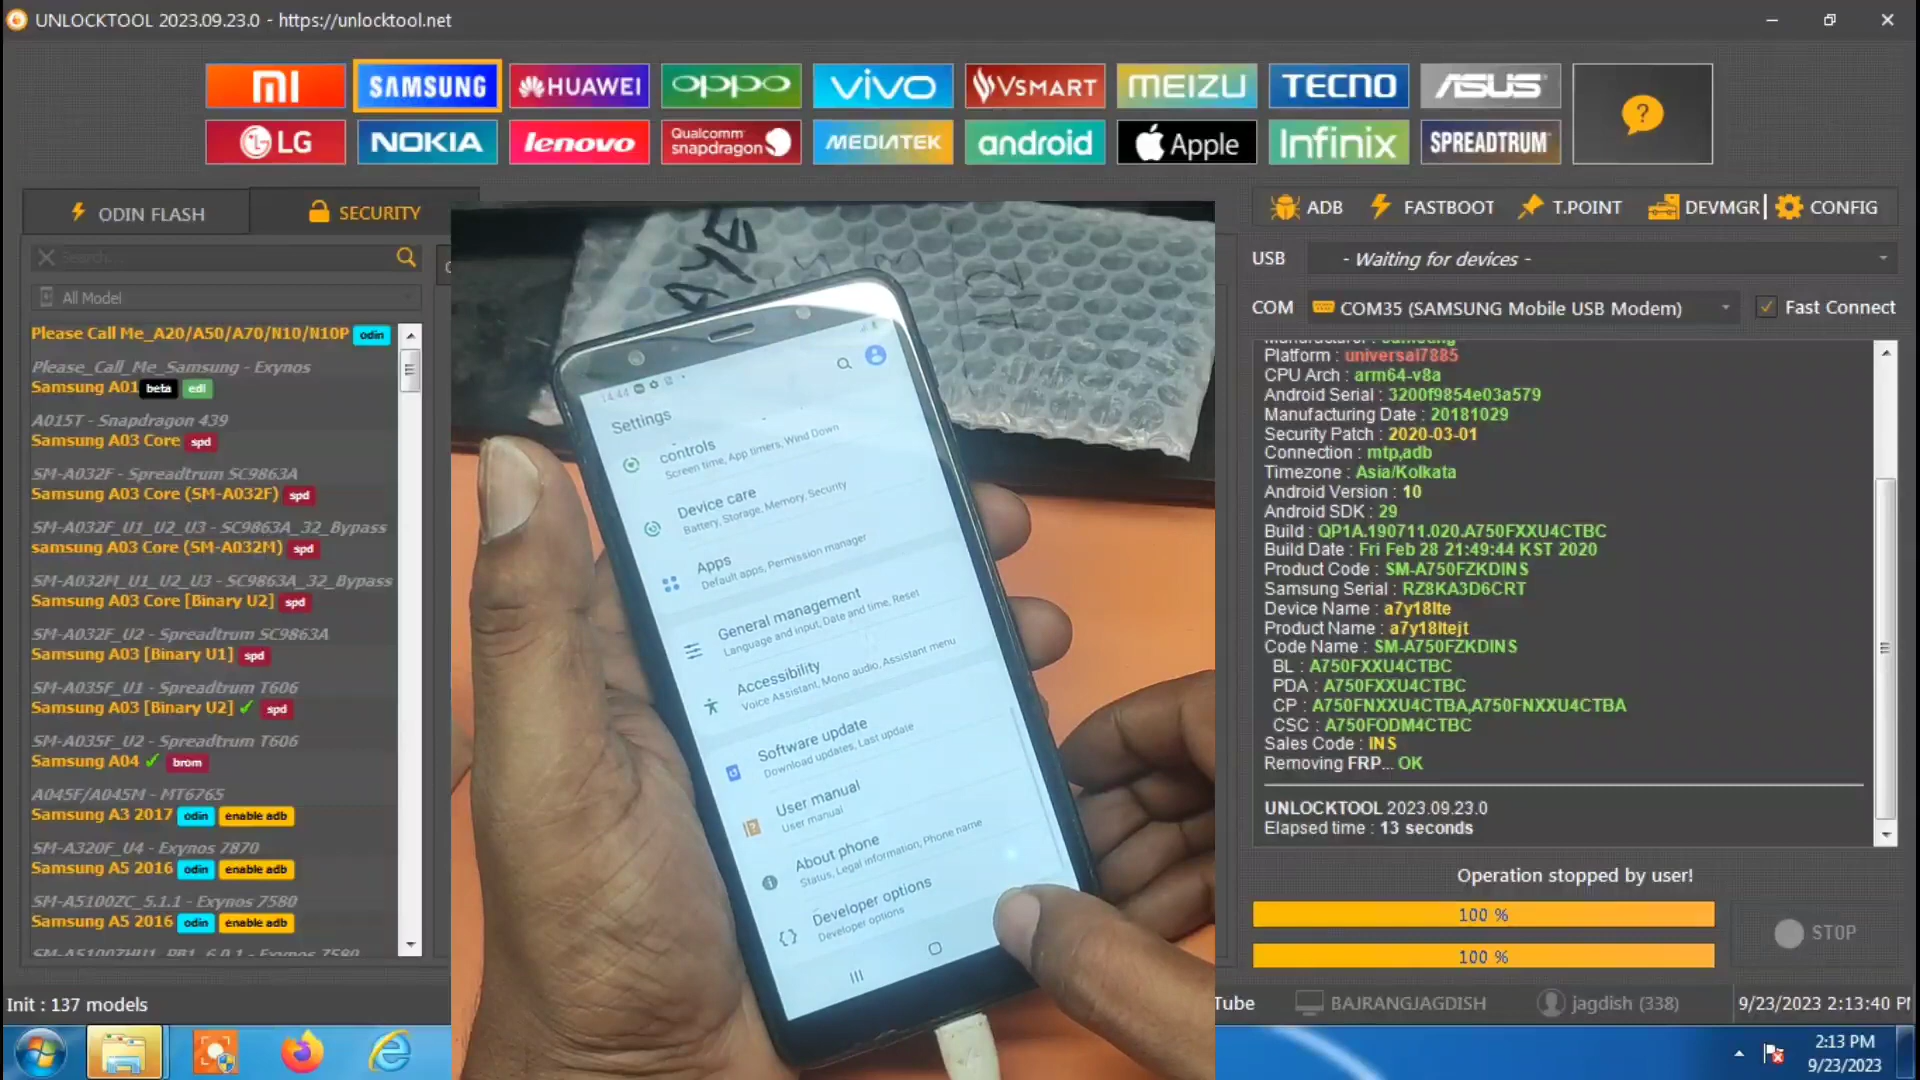 UNLOCKTOOL 2023.09.23.0 - https://unlocktool.net
MI
SAMSUNG
HUAWEI
oppo
vivo
VSMART
MEIZU
TECNO
ASUS
?
LG
NOKIA
lenovo
Qualcomm snapdragon
MEDIATEK
android
Apple
Infinix
SPREADTRUM
ODIN FLASH
SECURITY
ADB
FASTBOOT
T.POINT
DEVMGR
CONFIG
Search...
All Model
Please Call Me_A20/A50/A70/N10/N10P odin
Please_Call_Me_Samsung - Exynos
Samsung A01 beta edl
A015T - Snapdragon 439
Samsung A03 Core spd
SM-A032F - Spreadtrum SC9863A
Samsung A03 Core (SM-A032F) spd
SM-A032F_U1_U2_U3 - SC9863A_32_Bypass
samsung A03 Core (SM-A032M) spd
SM-A032M_U1_U2_U3 - SC9863A_32_Bypass
Samsung A03 Core [Binary U2] spd
SM-A032F_U2 - Spreadtrum SC9863A
Samsung A03 [Binary U1] spd
SM-A035F_U1 - Spreadtrum T606
Samsung A03 [Binary U2] ✓ spd
SM-A035F_U2 - Spreadtrum T606
Samsung A04 ✓ brom
A045F/A045M - MT6765
Samsung A3 2017 odin enable adb
SM-A320F_U4 - Exynos 7870
Samsung A5 2016 odin enable adb
SM-A5100ZC_5.1.1 - Exynos 7580
Samsung A5 2016 odin enable adb
SM-A5100ZHU1_PB1_6.0.1 - Exynos 7580
Init : 137 models
14:44
Settings
controls
Screen time, App timers, Wind Down
Device care
Battery, Storage, Memory, Security
Apps
Default apps, Permission manager
General management
Language and input, Date and time, Reset
Accessibility
Voice Assistant, Mono audio, Assistant menu
Software update
Download updates, Last update
User manual
User manual
About phone
Status, Legal information, Phone name
Developer options
Developer options
USB
- Waiting for devices -
COM
COM35 (SAMSUNG Mobile USB Modem)
Fast Connect
Manufacturer : samsung
Platform : universal7885
CPU Arch : arm64-v8a
Android Serial : 3200f9854e03a579
Manufacturing Date : 20181029
Security Patch : 2020-03-01
Connection : mtp,adb
Timezone : Asia/Kolkata
Android Version : 10
Android SDK : 29
Build : QP1A.190711.020.A750FXXU4CTBC
Build Date : Fri Feb 28 21:49:44 KST 2020
Product Code : SM-A750FZKDINS
Samsung Serial : RZ8KA3D6CRT
Device Name : a7y18lte
Product Name : a7y18ltejt
Code Name : SM-A750FZKDINS
BL : A750FXXU4CTBC
PDA : A750FXXU4CTBC
CP : A750FNXXU4CTBA,A750FNXXU4CTBA
CSC : A750FODM4CTBC
Sales Code : INS
Removing FRP... OK
UNLOCKTOOL 2023.09.23.0
Elapsed time : 13 seconds
Operation stopped by user!
100 %
100 %
STOP
Tube
BAJRANGJAGDISH
jagdish (338)
9/23/2023 2:13:40 PM
2:13 PM
9/23/2023